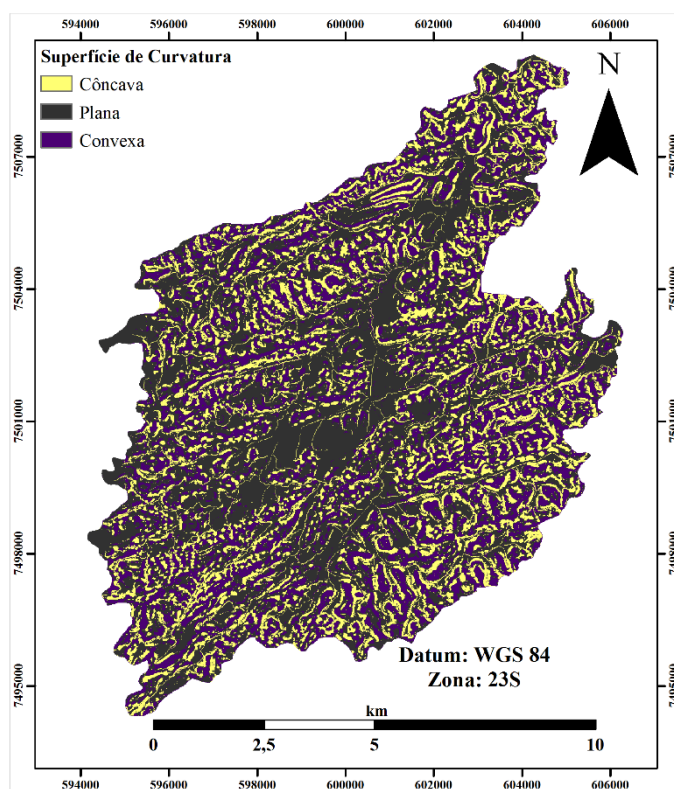 594000 596000 598000 600000 602000 604000 606000
Superfície de Curvatura
Côncava
Plana
Convexa
N
7507000 7507000
7504000 7504000
7501000 7501000
7498000 7498000
7495000 7495000
Datum: WGS 84
Zona: 23S
km
0 2,5 5 10
594000 596000 598000 600000 602000 604000 606000